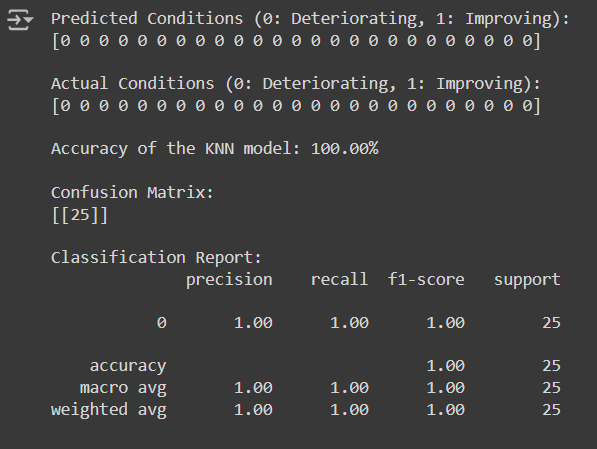 Predicted Conditions (0: Deteriorating, 1: Improving):
[0 0 0 0 0 0 0 0 0 0 0 0 0 0 0 0 0 0 0 0 0 0 0 0 0]
Actual Conditions (0: Deteriorating, 1: Improving):
[0 0 0 0 0 0 0 0 0 0 0 0 0 0 0 0 0 0 0 0 0 0 0 0 0]
Accuracy of the KNN model: 100.00%
Confusion Matrix:
[[25]]
Classification Report:
precision recall f1-score support
0 1.00 1.00 1.00 25
accuracy 1.00 25
macro avg 1.00 1.00 1.00 25
weighted avg 1.00 1.00 1.00 25